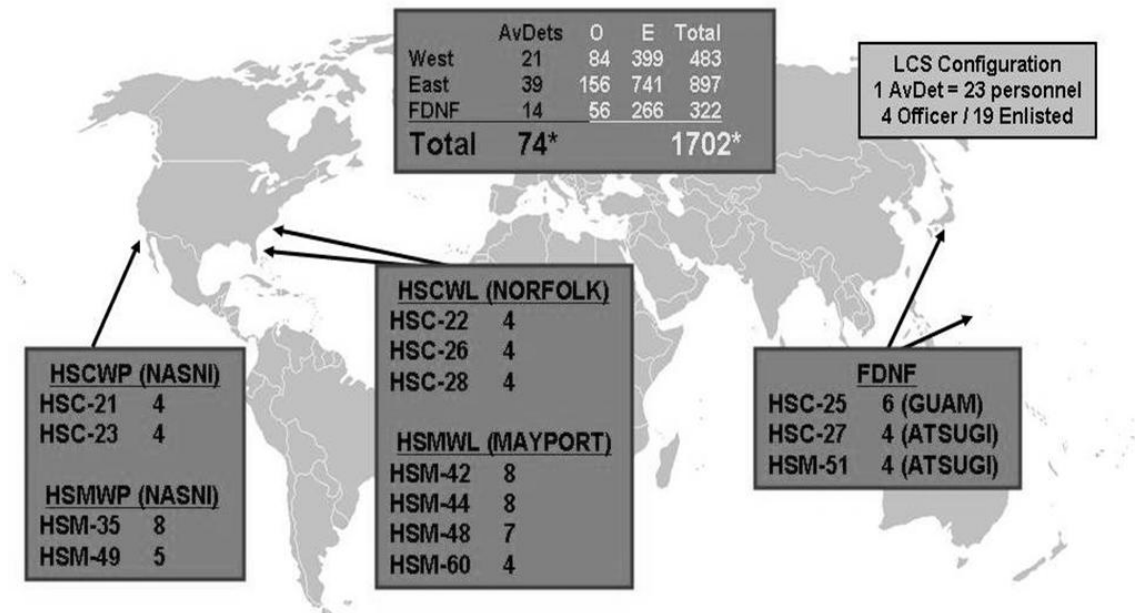 AvDets O E Total
West 21 84 399 483
East 39 156 741 897
FDNF 14 56 266 322
Total 74* 1702*
LCS Configuration
1 AvDet = 23 personnel
4 Officer / 19 Enlisted
HSCWP (NASNI)
HSC-21 4
HSC-23 4
HSMWP (NASNI)
HSM-35 8
HSM-49 5
HSCWL (NORFOLK)
HSC-22 4
HSC-26 4
HSC-28 4
HSMWL (MAYPORT)
HSM-42 8
HSM-44 8
HSM-48 7
HSM-60 4
FDNF
HSC-25 6 (GUAM)
HSC-27 4 (ATSUGI)
HSM-51 4 (ATSUGI)